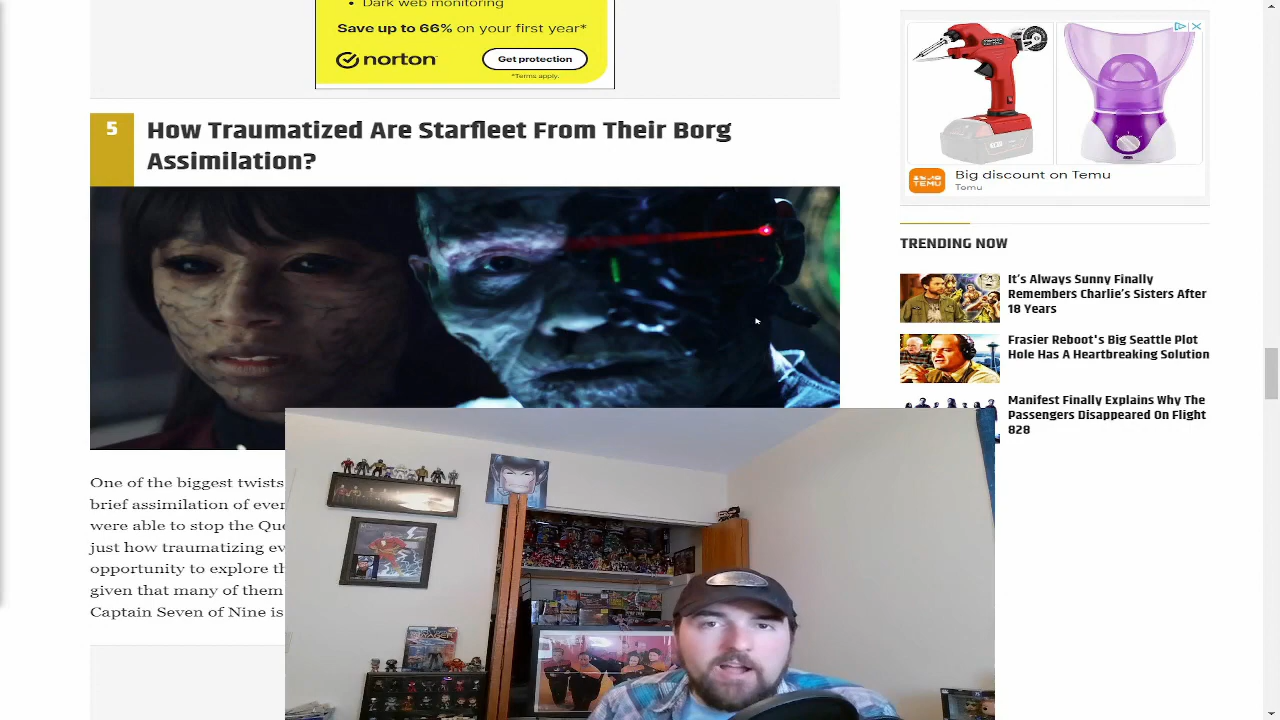 • Dark web monitoring
Save up to 66% on your first year*
norton
Get protection
*Terms apply.
5
How Traumatized Are Starfleet From Their Borg
Assimilation?
One of the biggest twists
brief assimilation of ever
were able to stop the Que
just how traumatizing ev
opportunity to explore th
given that many of them
Captain Seven of Nine is
TEMU
Big discount on Temu
Temu
TRENDING NOW
It's Always Sunny Finally
Remembers Charlie's Sisters After
18 Years
Frasier Reboot's Big Seattle Plot
Hole Has A Heartbreaking Solution
Manifest Finally Explains Why The
Passengers Disappeared On Flight
828